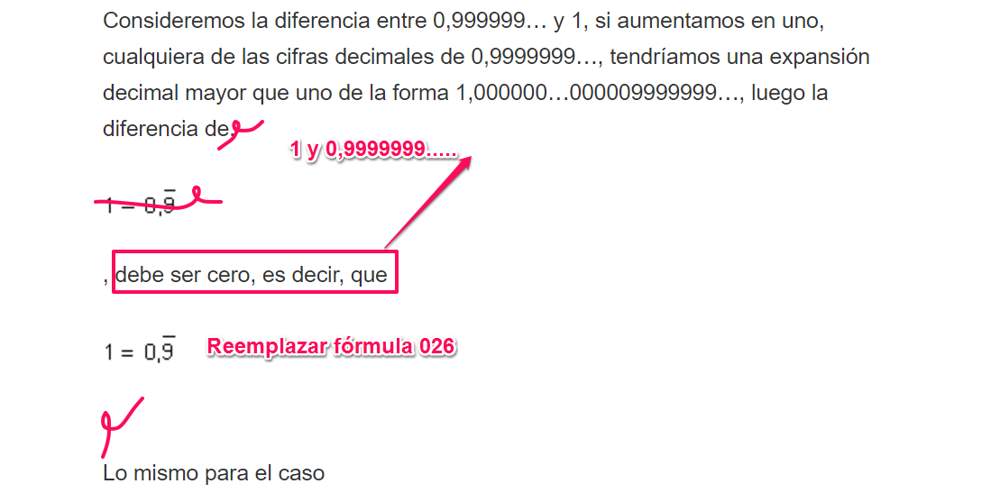 Consideremos la diferencia entre 0,999999… y 1, si aumentamos en uno,
cualquiera de las cifras decimales de 0,9999999…, tendríamos una expansión
decimal mayor que uno de la forma 1,000000…000009999999…, luego la
diferencia de,
1 y 0,9999999.....
1 = 0,9̅
, debe ser cero, es decir, que
1 = 0,9̅ Reemplazar fórmula 026
Lo mismo para el caso